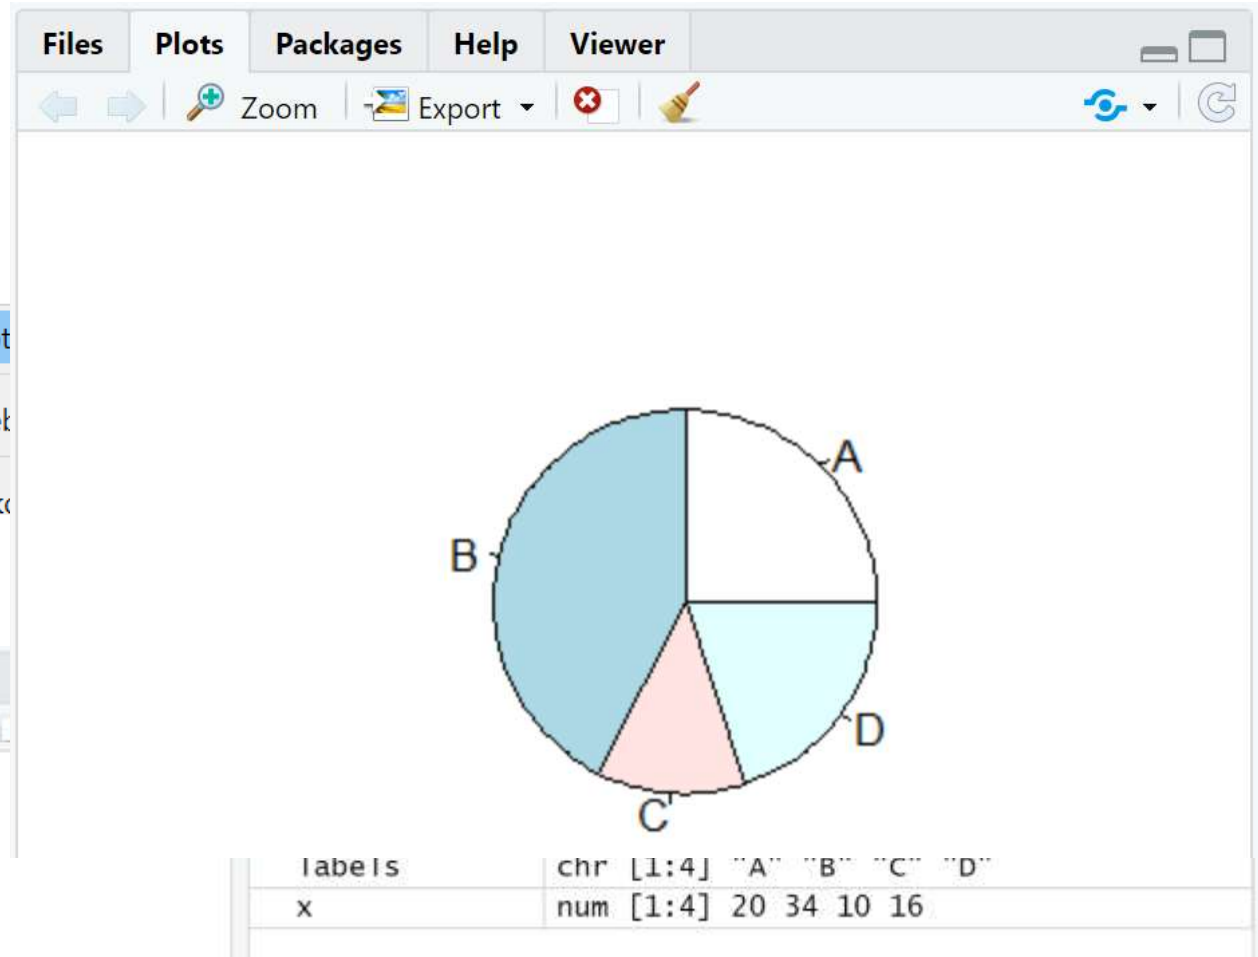 Files Plots Packages Help Viewer
Zoom Export
A
B
D
C
labels chr [1:4] "A" "B" "C" "D"
x num [1:4] 20 34 10 16